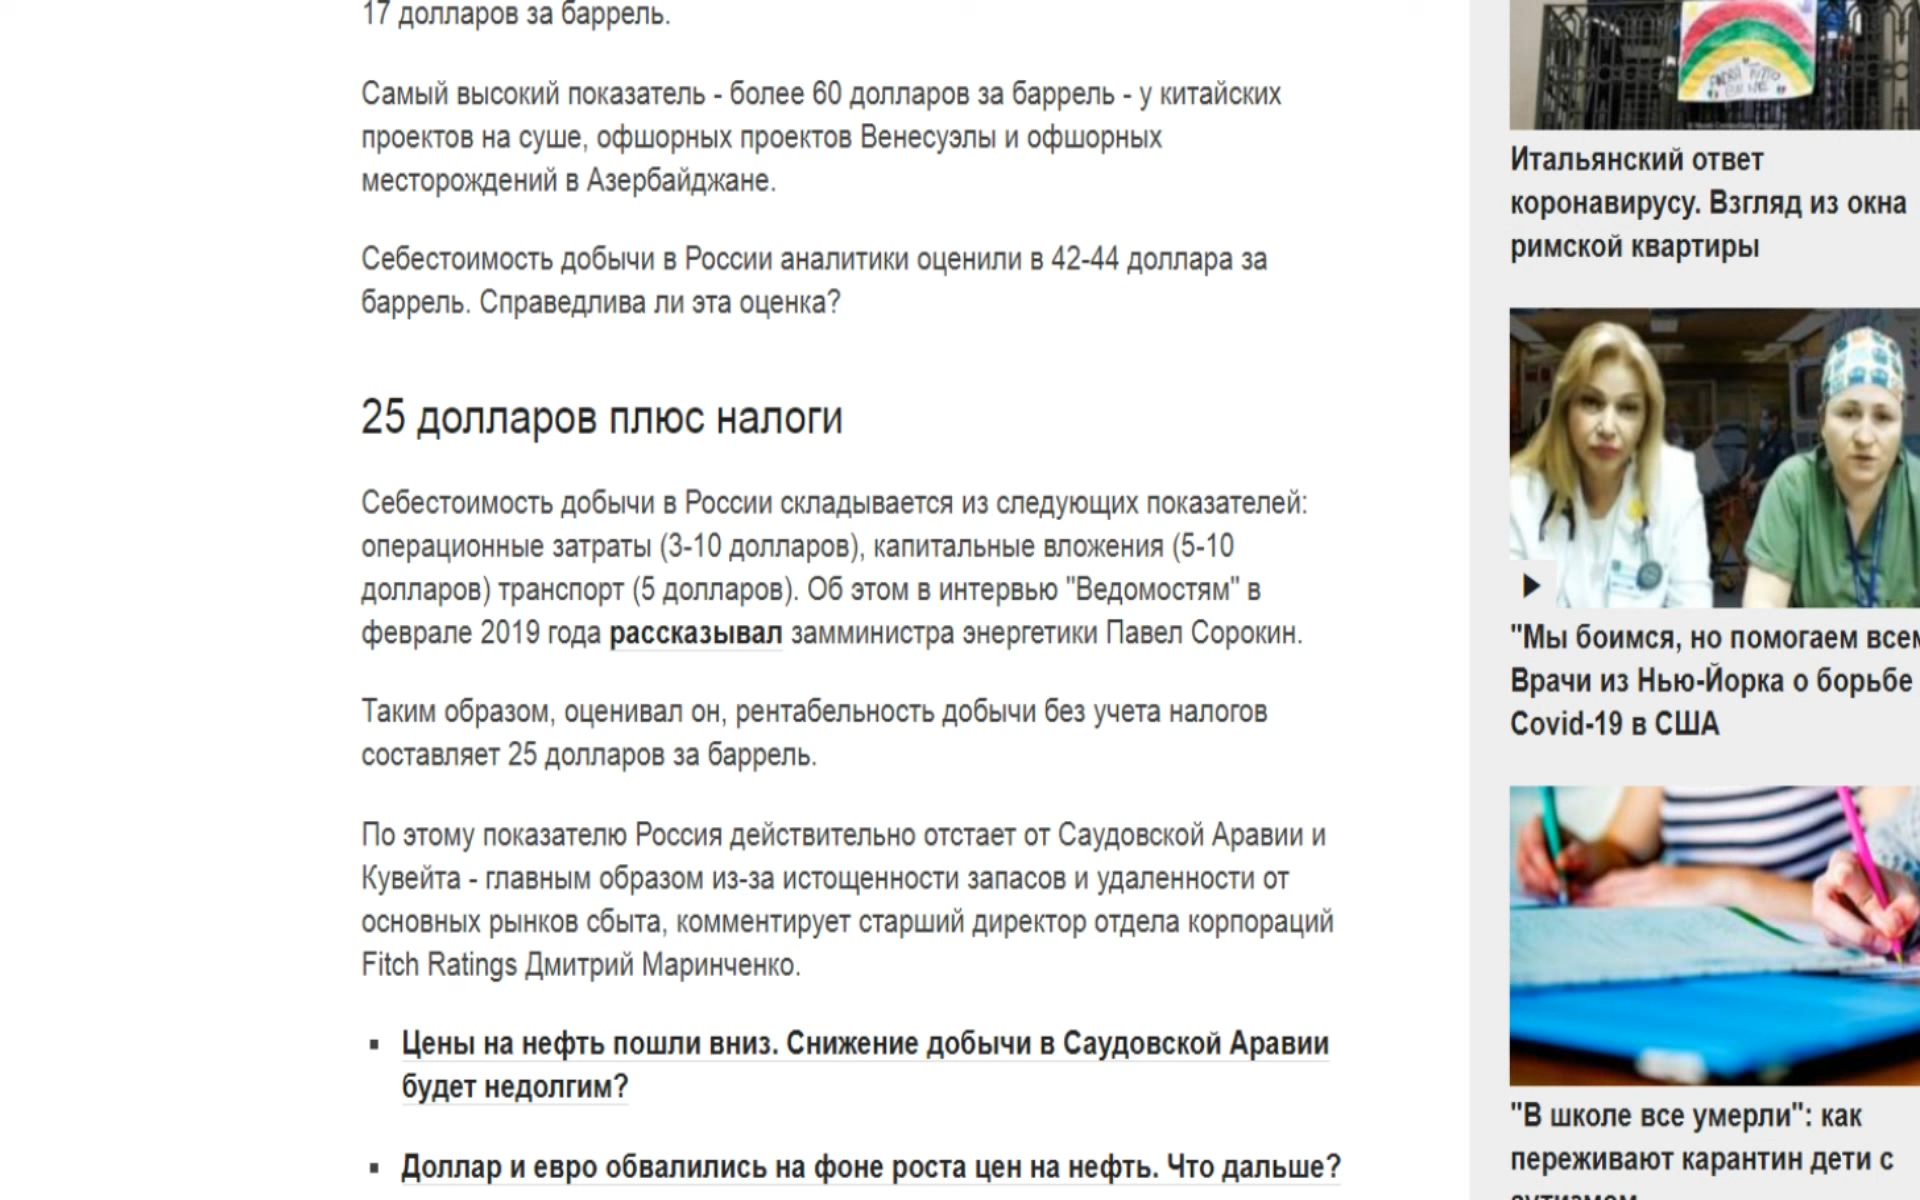 17 долларов за баррель.
Самый высокий показатель - более 60 долларов за баррель - у китайских
проектов на суше, офшорных проектов Венесуэлы и офшорных
месторождений в Азербайджане.
Себестоимость добычи в России аналитики оценили в 42-44 доллара за
баррель. Справедлива ли эта оценка?
25 долларов плюс налоги
Себестоимость добычи в России складывается из следующих показателей:
операционные затраты (3-10 долларов), капитальные вложения (5-10
долларов) транспорт (5 долларов). Об этом в интервью "Ведомостям" в
феврале 2019 года рассказывал замминистра энергетики Павел Сорокин.
Таким образом, оценивал он, рентабельность добычи без учета налогов
составляет 25 долларов за баррель.
По этому показателю Россия действительно отстает от Саудовской Аравии и
Кувейта - главным образом из-за истощенности запасов и удаленности от
основных рынков сбыта, комментирует старший директор отдела корпораций
Fitch Ratings Дмитрий Маринченко.
Цены на нефть пошли вниз. Снижение добычи в Саудовской Аравии
будет недолгим?
Доллар и евро обвалились на фоне роста цен на нефть. Что дальше?
Итальянский ответ
коронавирусу. Взгляд из окна
римской квартиры
"Мы боимся, но помогаем всем
Врачи из Нью-Йорка о борьбе
Covid-19 в США
"В школе все умерли": как
переживают карантин дети с